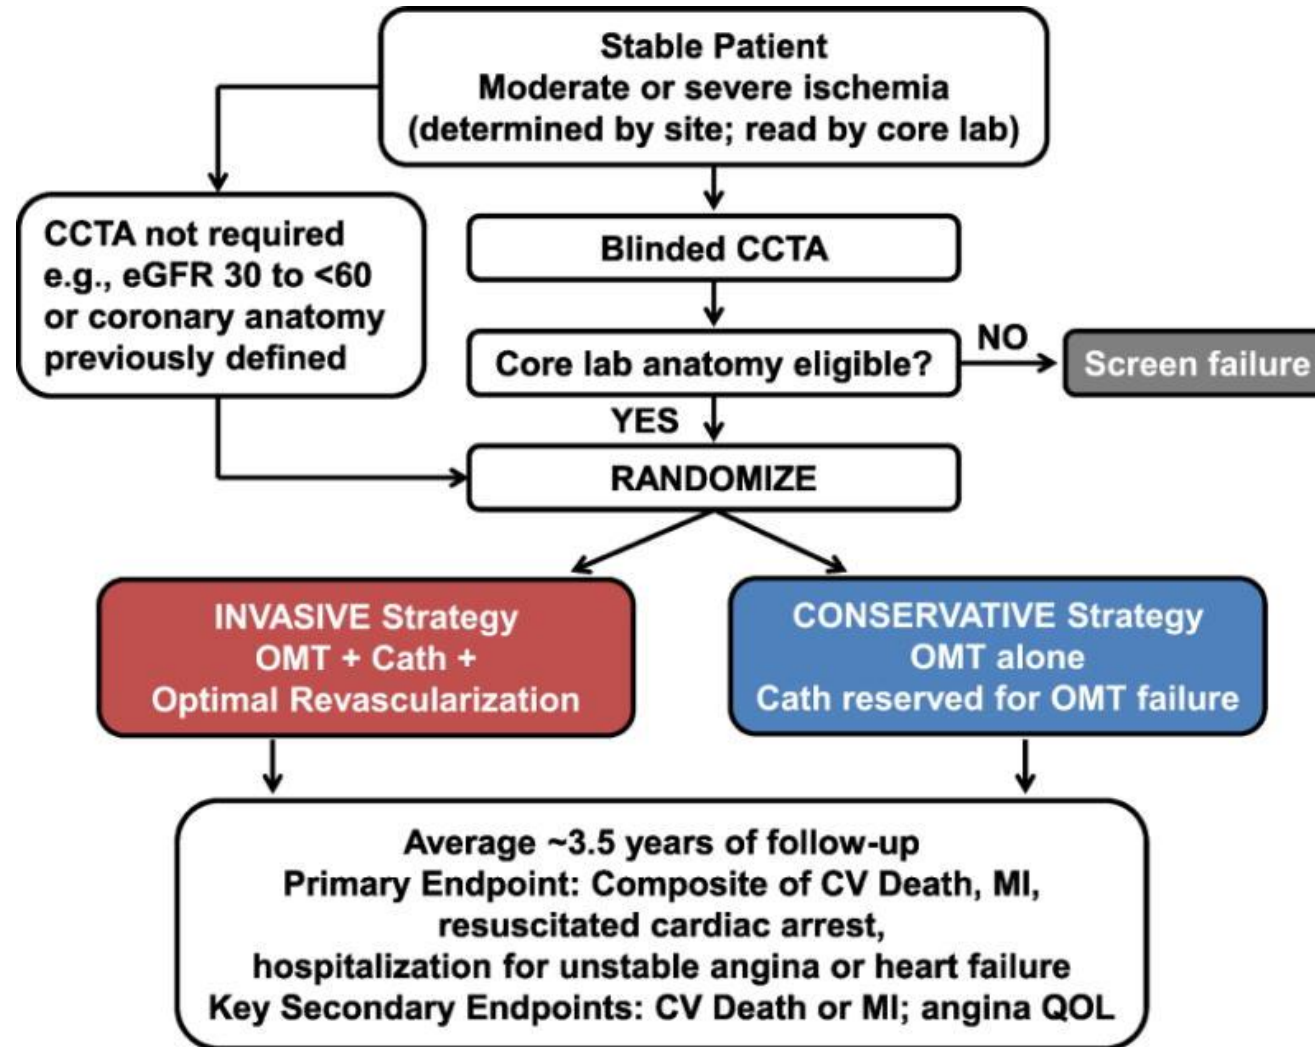 Stable Patient
Moderate or severe ischemia
(determined by site; read by core lab)
CCTA not required
e.g., eGFR 30 to <60
or coronary anatomy
previously defined
Blinded CCTA
Core lab anatomy eligible?
NO
Screen failure
YES
RANDOMIZE
INVASIVE Strategy
OMT + Cath +
Optimal Revascularization
CONSERVATIVE Strategy
OMT alone
Cath reserved for OMT failure
Average ~3.5 years of follow-up
Primary Endpoint: Composite of CV Death, MI,
resuscitated cardiac arrest,
hospitalization for unstable angina or heart failure
Key Secondary Endpoints: CV Death or MI; angina QOL